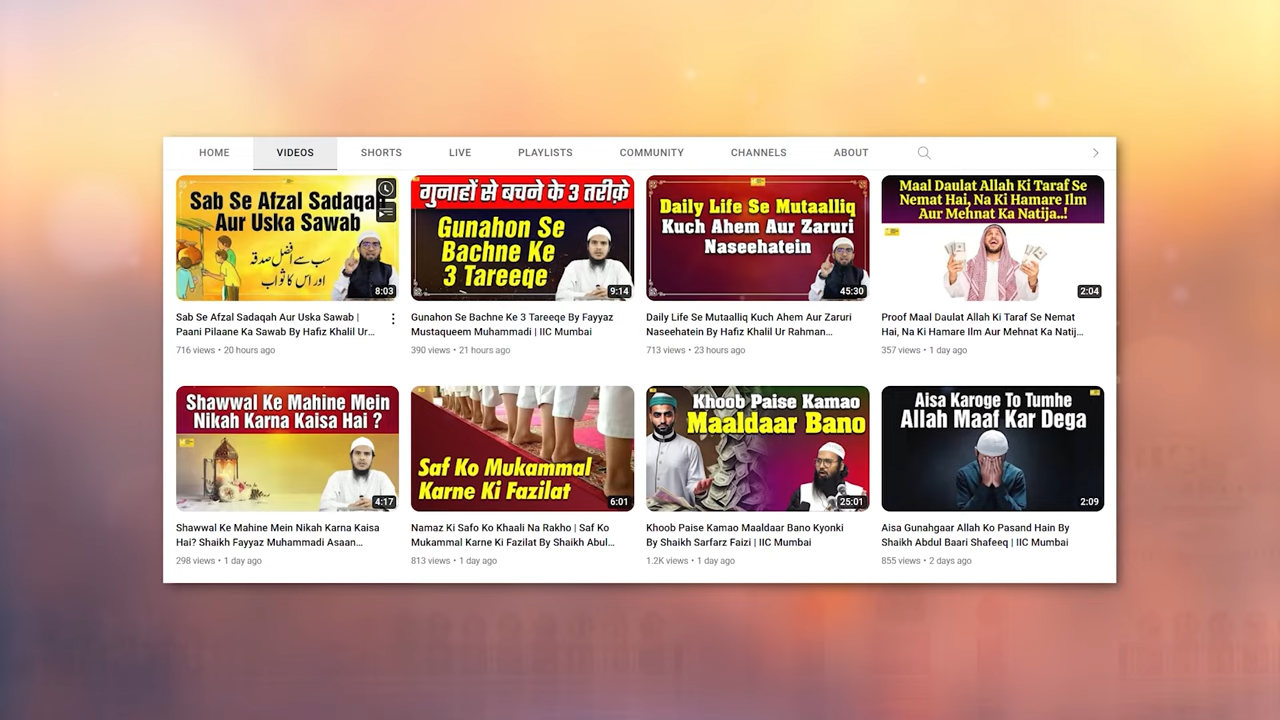 HOME VIDEOS SHORTS LIVE PLAYLISTS COMMUNITY CHANNELS ABOUT
Sab Se Afzal Sadaqah
Aur Uska Sawab
سب سے افضل صدقہ
اور اس کا ثواب
8:03
Sab Se Afzal Sadaqah Aur Uska Sawab |
Paani Pilaane Ka Sawab By Hafiz Khalil Ur...
716 views • 20 hours ago
गुनाहों से बचने के 3 तरीक़े
Gunahon Se
Bachne Ke
3 Tareeqe
9:14
Gunahon Se Bachne Ke 3 Tareeqe By Fayyaz
Mustaqueem Muhammadi | IIC Mumbai
390 views • 21 hours ago
Daily Life Se Mutaalliq
Kuch Ahem Aur Zaruri
Naseehatein
45:30
Daily Life Se Mutaalliq Kuch Ahem Aur Zaruri
Naseehatein By Hafiz Khalil Ur Rahman...
713 views • 23 hours ago
Maal Daulat Allah Ki Taraf Se
Nemat Hai, Na Ki Hamare Ilm
Aur Mehnat Ka Natija..!
2:04
Proof Maal Daulat Allah Ki Taraf Se Nemat
Hai, Na Ki Hamare Ilm Aur Mehnat Ka Natij...
357 views • 1 day ago
Shawwal Ke Mahine Mein
Nikah Karna Kaisa Hai ?
4:17
Shawwal Ke Mahine Mein Nikah Karna Kaisa
Hai? Shaikh Fayyaz Muhammadi Asaan...
298 views • 1 day ago
Saf Ko Mukammal
Karne Ki Fazilat
6:01
Namaz Ki Safo Ko Khaali Na Rakho | Saf Ko
Mukammal Karne Ki Fazilat By Shaikh Abul...
813 views • 1 day ago
Khoob Paise Kamao
Maaldaar Bano
25:01
Khoob Paise Kamao Maaldaar Bano Kyonki
By Shaikh Sarfarz Faizi | IIC Mumbai
1.2K views • 1 day ago
Aisa Karoge To Tumhe
Allah Maaf Kar Dega
2:09
Aisa Gunahgaar Allah Ko Pasand Hain By
Shaikh Abdul Baari Shafeeq | IIC Mumbai
855 views • 2 days ago